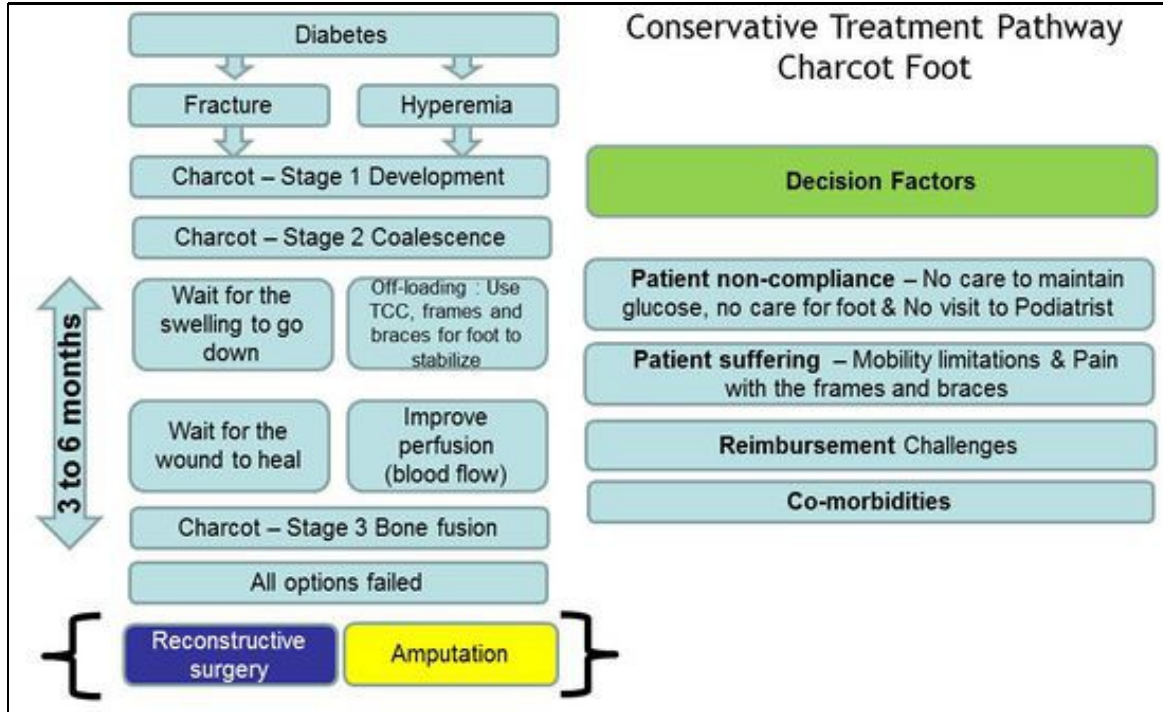 Conservative Treatment Pathway
Charcot Foot
Diabetes
Fracture
Hyperemia
Charcot – Stage 1 Development
Charcot – Stage 2 Coalescence
3 to 6 months
Wait for the
swelling to go
down
Off-loading : Use
TCC, frames and
braces for foot to
stabilize
Wait for the
wound to heal
Improve
perfusion
(blood flow)
Charcot – Stage 3 Bone fusion
All options failed
Reconstructive
surgery
Amputation
Decision Factors
Patient non-compliance – No care to maintain
glucose, no care for foot & No visit to Podiatrist
Patient suffering – Mobility limitations & Pain
with the frames and braces
Reimbursement Challenges
Co-morbidities